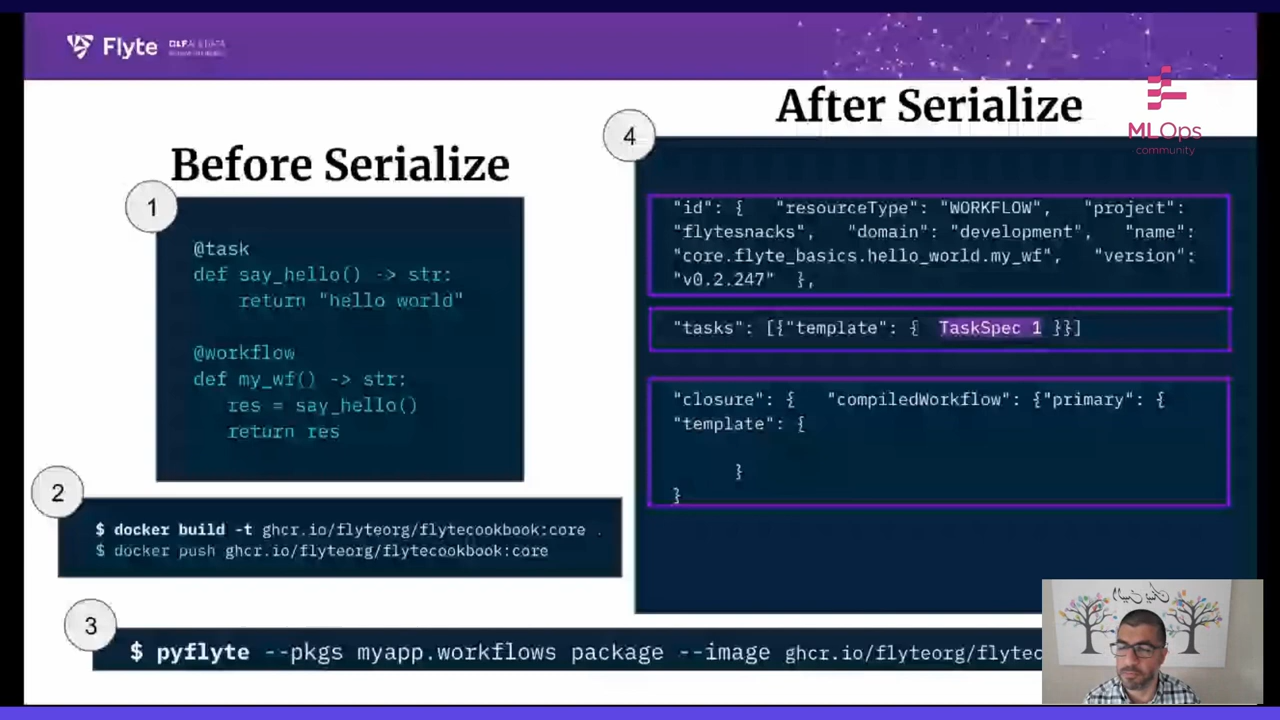 Flyte
MLOps
community
Before Serialize
1
@task
def say_hello() -> str:
return "hello world"
@workflow
def my_wf() -> str:
res = say_hello()
return res
2
$ docker build -t ghcr.io/flyteorg/flytecookbook:core .
$ docker push ghcr.io/flyteorg/flytecookbook:core
3
$ pyflyte --pkgs myapp.workflows package --image ghcr.io/flyteorg/flytec
After Serialize
4
"id": { "resourceType": "WORKFLOW", "project":
"flytesnacks", "domain": "development", "name":
"core.flyte_basics.hello_world.my_wf", "version":
"v0.2.247" },
"tasks": [{"template": { TaskSpec 1 }}]
"closure": { "compiledWorkflow": {"primary": {
"template": {
}
}